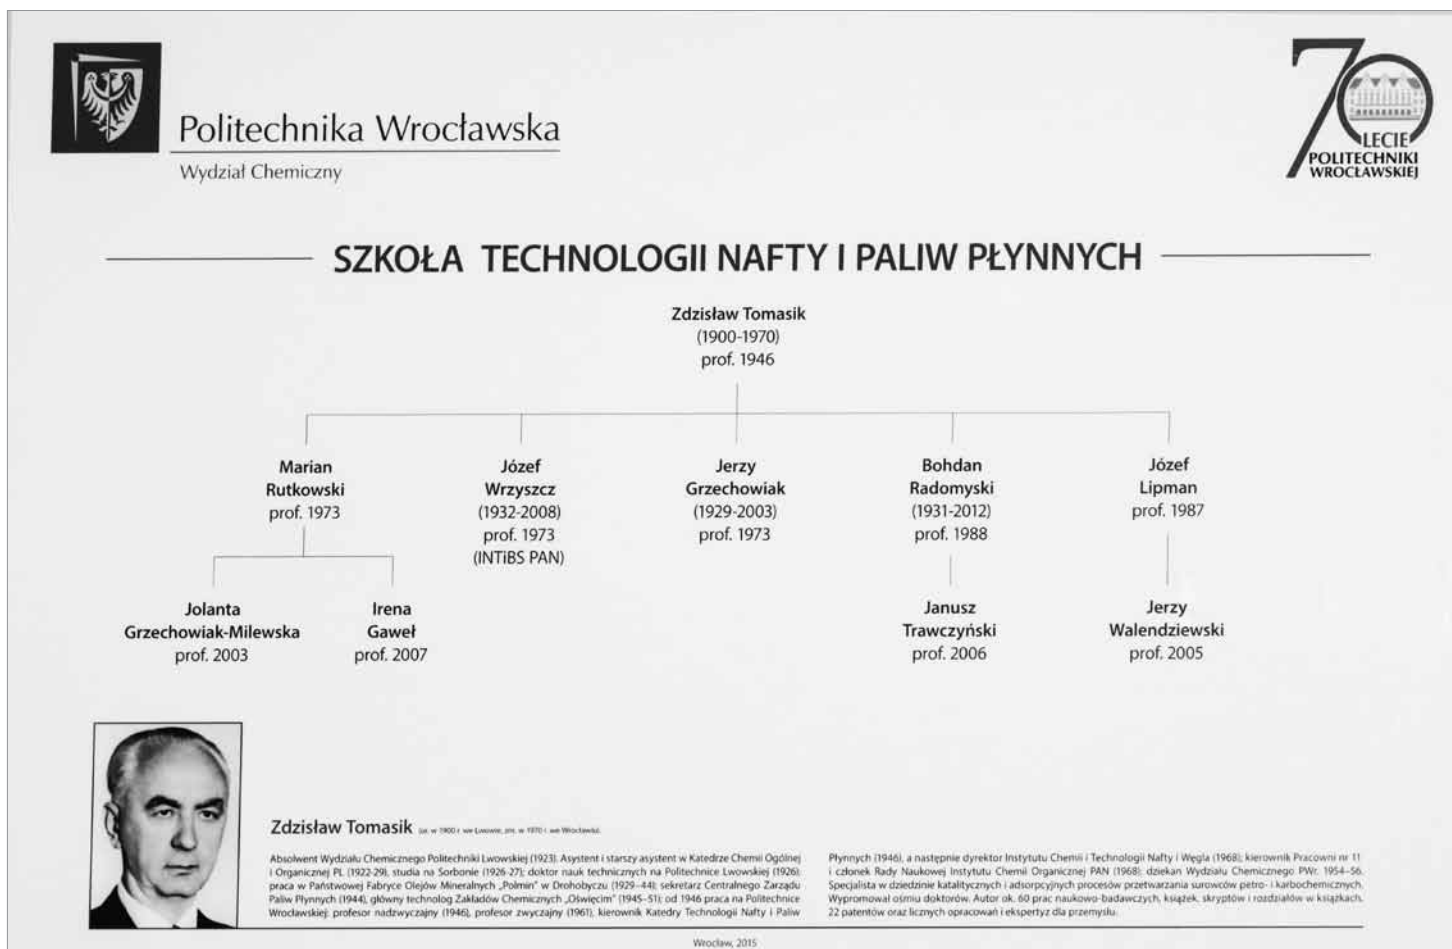 Politechnika Wrocławska
Wydział Chemiczny
70
LECIE
POLITECHNIKI
WROCŁAWSKIEJ
SZKOŁA TECHNOLOGII NAFTY I PALIW PŁYNNYCH
Zdzisław Tomasik
(1900-1970)
prof. 1946
Marian
Rutkowski
prof. 1973
Józef
Wrzyszcz
(1932-2008)
prof. 1973
(INTiBS PAN)
Jerzy
Grzechowiak
(1929-2003)
prof. 1973
Bohdan
Radomyski
(1931-2012)
prof. 1988
Józef
Lipman
prof. 1987
Jolanta
Grzechowiak-Milewska
prof. 2003
Irena
Gaweł
prof. 2007
Janusz
Trawczyński
prof. 2006
Jerzy
Walendziewski
prof. 2005
Zdzisław Tomasik (ur. w 1900 r. we Lwowie, zm. w 1970 r. we Wrocławiu).
Absolwent Wydziału Chemicznego Politechniki Lwowskiej (1923). Asystent i starszy asystent w Katedrze Chemii Ogólnej
i Organicznej PL (1922-29), studia na Sorbonie (1926-27); doktor nauk technicznych na Politechnice Lwowskiej (1926);
praca w Państwowej Fabryce Olejów Mineralnych „Polmin" w Drohobyczu (1929–44); sekretarz Centralnego Zarządu
Paliw Płynnych (1944), główny technolog Zakładów Chemicznych „Oświęcim" (1945–51); od 1946 praca na Politechnice
Wrocławskiej: profesor nadzwyczajny (1946), profesor zwyczajny (1961), kierownik Katedry Technologii Nafty i Paliw
Płynnych (1946), a następnie dyrektor Instytutu Chemii i Technologii Nafty i Węgla (1968); kierownik Pracowni nr 11
i członek Rady Naukowej Instytutu Chemii Organicznej PAN (1968); dziekan Wydziału Chemicznego PWr. 1954–56.
Specjalista w dziedzinie katalitycznych i adsorpcyjnych procesów przetwarzania surowców petro- i karbochemicznych.
Wypromował ośmiu doktorów. Autor ok. 60 prac naukowo-badawczych, książek, skryptów i rozdziałów w książkach,
22 patentów oraz licznych opracowań i ekspertyz dla przemysłu.
Wrocław, 2015